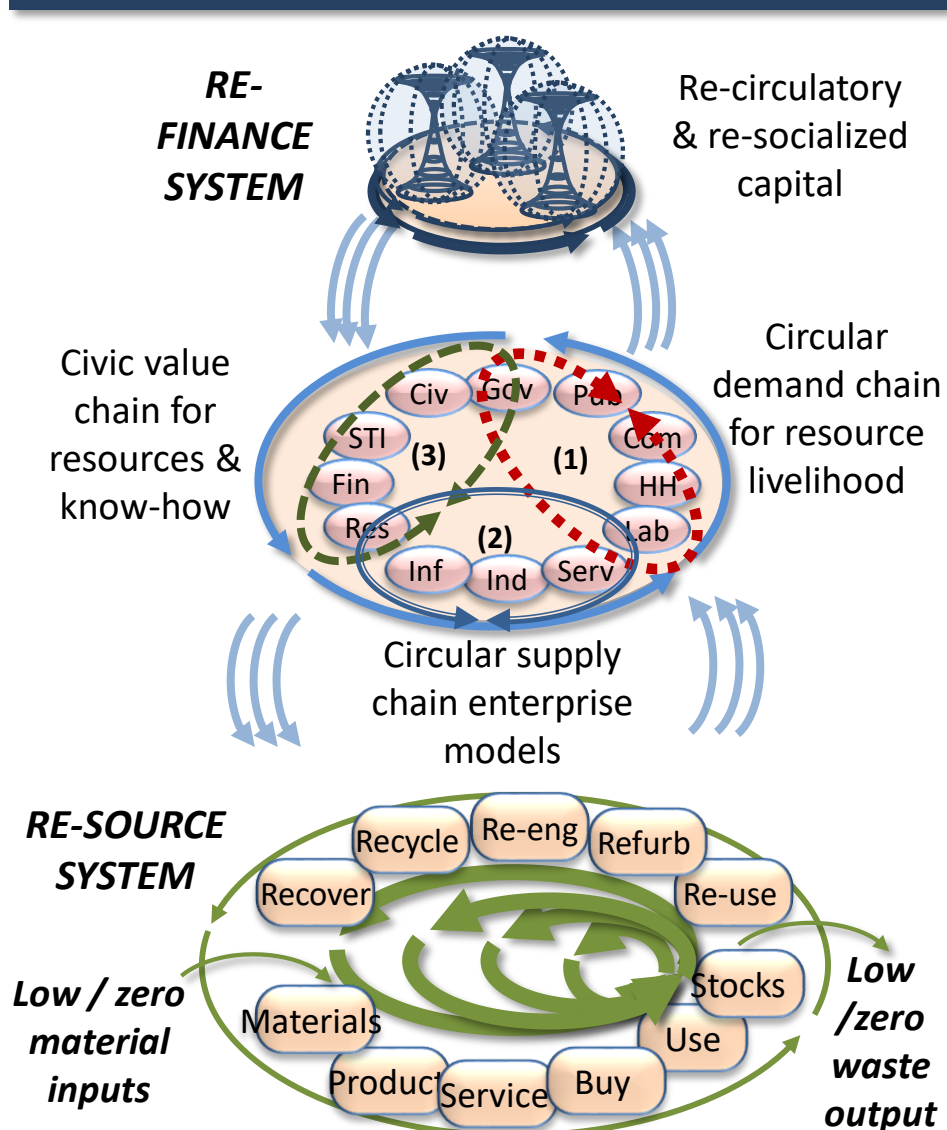 RE-
FINANCE
SYSTEM
Re-circulatory
& re-socialized
capital
Civic value
chain for
resources &
know-how
Circular
demand chain
for resource
livelihood
Civ
Gov
Pub
STI
Com
(3)
(1)
Fin
HH
Res
Lab
(2)
Inf
Ind
Serv
Circular supply
chain enterprise
models
RE-SOURCE
SYSTEM
Recover
Recycle
Re-eng
Refurb
Re-use
Low / zero
material
inputs
Materials
Product
Service
Buy
Use
Stocks
Low
/zero
waste
output